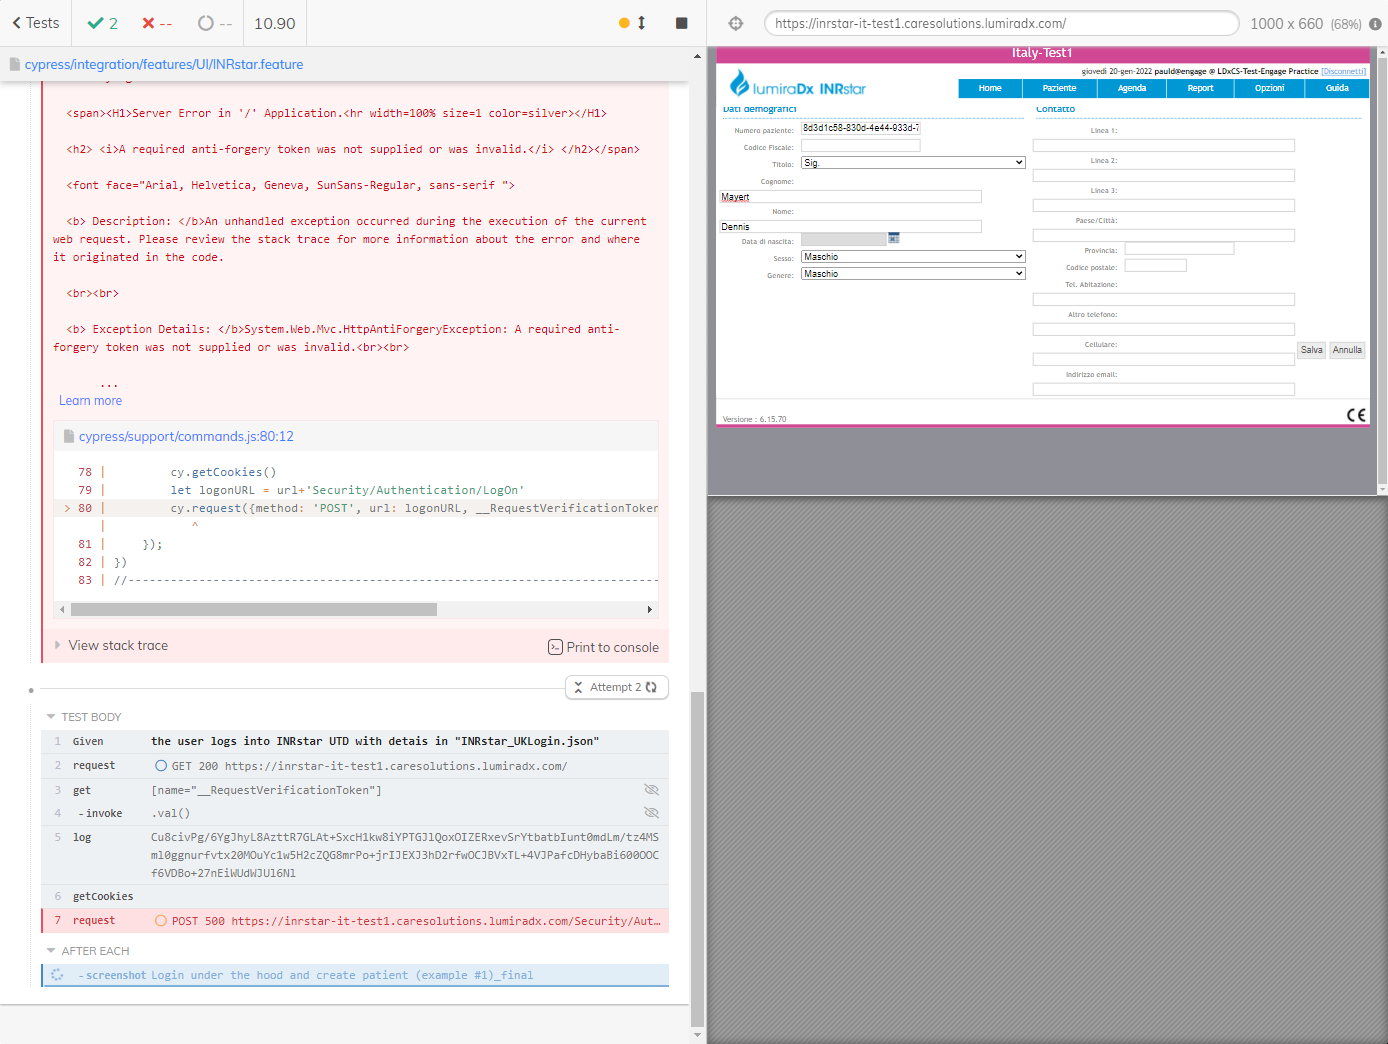 Tests
2
--
--
10.90
cypress/integration/features/UI/INRstar.feature
<span><H1>Server Error in '/' Application.<hr width=100% size=1 color=silver></H1>
<h2> <i>A required anti-forgery token was not supplied or was invalid.</i> </h2></span>
<font face="Arial, Helvetica, Geneva, SunSans-Regular, sans-serif ">
<b> Description: </b>An unhandled exception occurred during the execution of the current
web request. Please review the stack trace for more information about the error and where
it originated in the code.
<br><br>
<b> Exception Details: </b>System.Web.Mvc.HttpAntiForgeryException: A required anti-
forgery token was not supplied or was invalid.<br><br>
...
Learn more
cypress/support/commands.js:80:12
78 | cy.getCookies()
79 | let logonURL = url+'Security/Authentication/LogOn'
> 80 | cy.request({method: 'POST', url: logonURL, __RequestVerificationToken
| ^
81 | });
82 | })
83 | //---------------------------------------------------------------------------
View stack trace
Print to console
Attempt 2
TEST BODY
1 Given the user logs into INRstar UTD with detais in "INRstar_UKLogin.json"
2 request GET 200 https://inrstar-it-test1.caresolutions.lumiradx.com/
3 get [name="__RequestVerificationToken"]
4 -invoke .val()
5 log Cu8civPg/6YgJhyL8AzttR7GLAt+SxcH1kw8iYPTGJlQoxOIZERxevSrYtbatbIunt0mdLm/tz4MS
ml0ggnurfvtx20MOuYc1w5H2cZQG8mrPo+jrIJEXJ3hD2rfwOCJBVxTL+4VJPafcDHybaBi600OOC
f6VDBo+27nEiWUdWJUl6Nl
6 getCookies
7 request POST 500 https://inrstar-it-test1.caresolutions.lumiradx.com/Security/Aut...
AFTER EACH
-screenshot Login under the hood and create patient (example #1)_final
https://inrstar-it-test1.caresolutions.lumiradx.com/
1000 x 660 (68%)
Italy-Test1
giovedì 20-gen-2022 pauld@engage @ LDxCS-Test-Engage Practice [Disconnetti]
lumiraDx INRstar
Home Paziente Agenda Report Opzioni Guida
Dati demografici
Numero paziente: 8d3d1c58-830d-4e44-933d-7
Codice Fiscale:
Titolo: Sig.
Cognome:
Mayert
Nome:
Dennis
Data di nascita:
Sesso: Maschio
Genere: Maschio
Contatto
Linea 1:
Linea 2:
Linea 3:
Paese/Città:
Provincia:
Codice postale:
Tel. Abitazione:
Altro telefono:
Cellulare:
Indirizzo email:
Salva Annulla
Versione : 6.15.70
CE